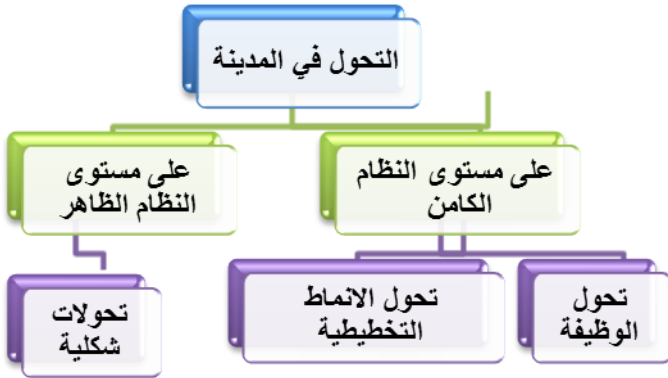 التحول في المدينة
على مستوى النظام
الكامن
على مستوى
النظام الظاهر
تحول
الوظيفة
تحول الانماط
التخطيطية
تحولات
شكلية